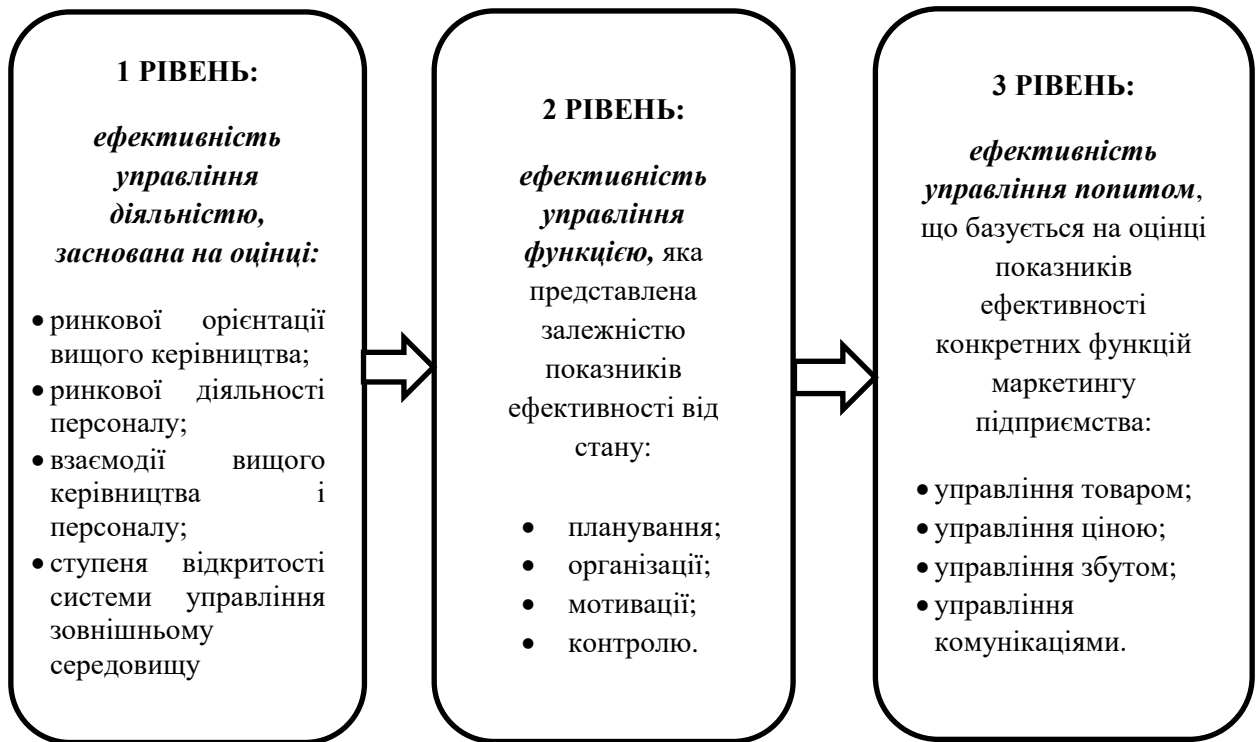 1 РІВЕНЬ:
ефективність
управління
діяльністю,
заснована на оцінці:
• ринкової орієнтації
вищого керівництва;
• ринкової діяльності
персоналу;
• взаємодії вищого
керівництва і
персоналу;
• ступеня відкритості
системи управління
зовнішньому
середовищу
2 РІВЕНЬ:
ефективність
управління
функцією, яка
представлена
залежністю
показників
ефективності від
стану:
• планування;
• організації;
• мотивації;
• контролю.
3 РІВЕНЬ:
ефективність
управління попитом,
що базується на оцінці
показників
ефективності
конкретних функцій
маркетингу
підприємства:
• управління товаром;
• управління ціною;
• управління збутом;
• управління
комунікаціями.